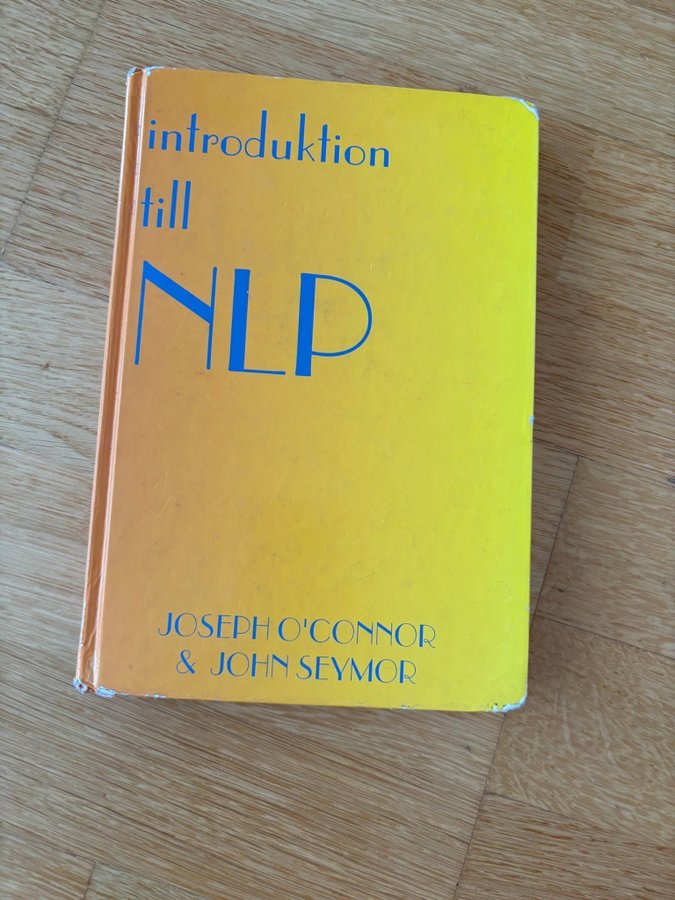 introduktion
till
NLP
JOSEPH O'CONNOR
& JOHN SEYMOR